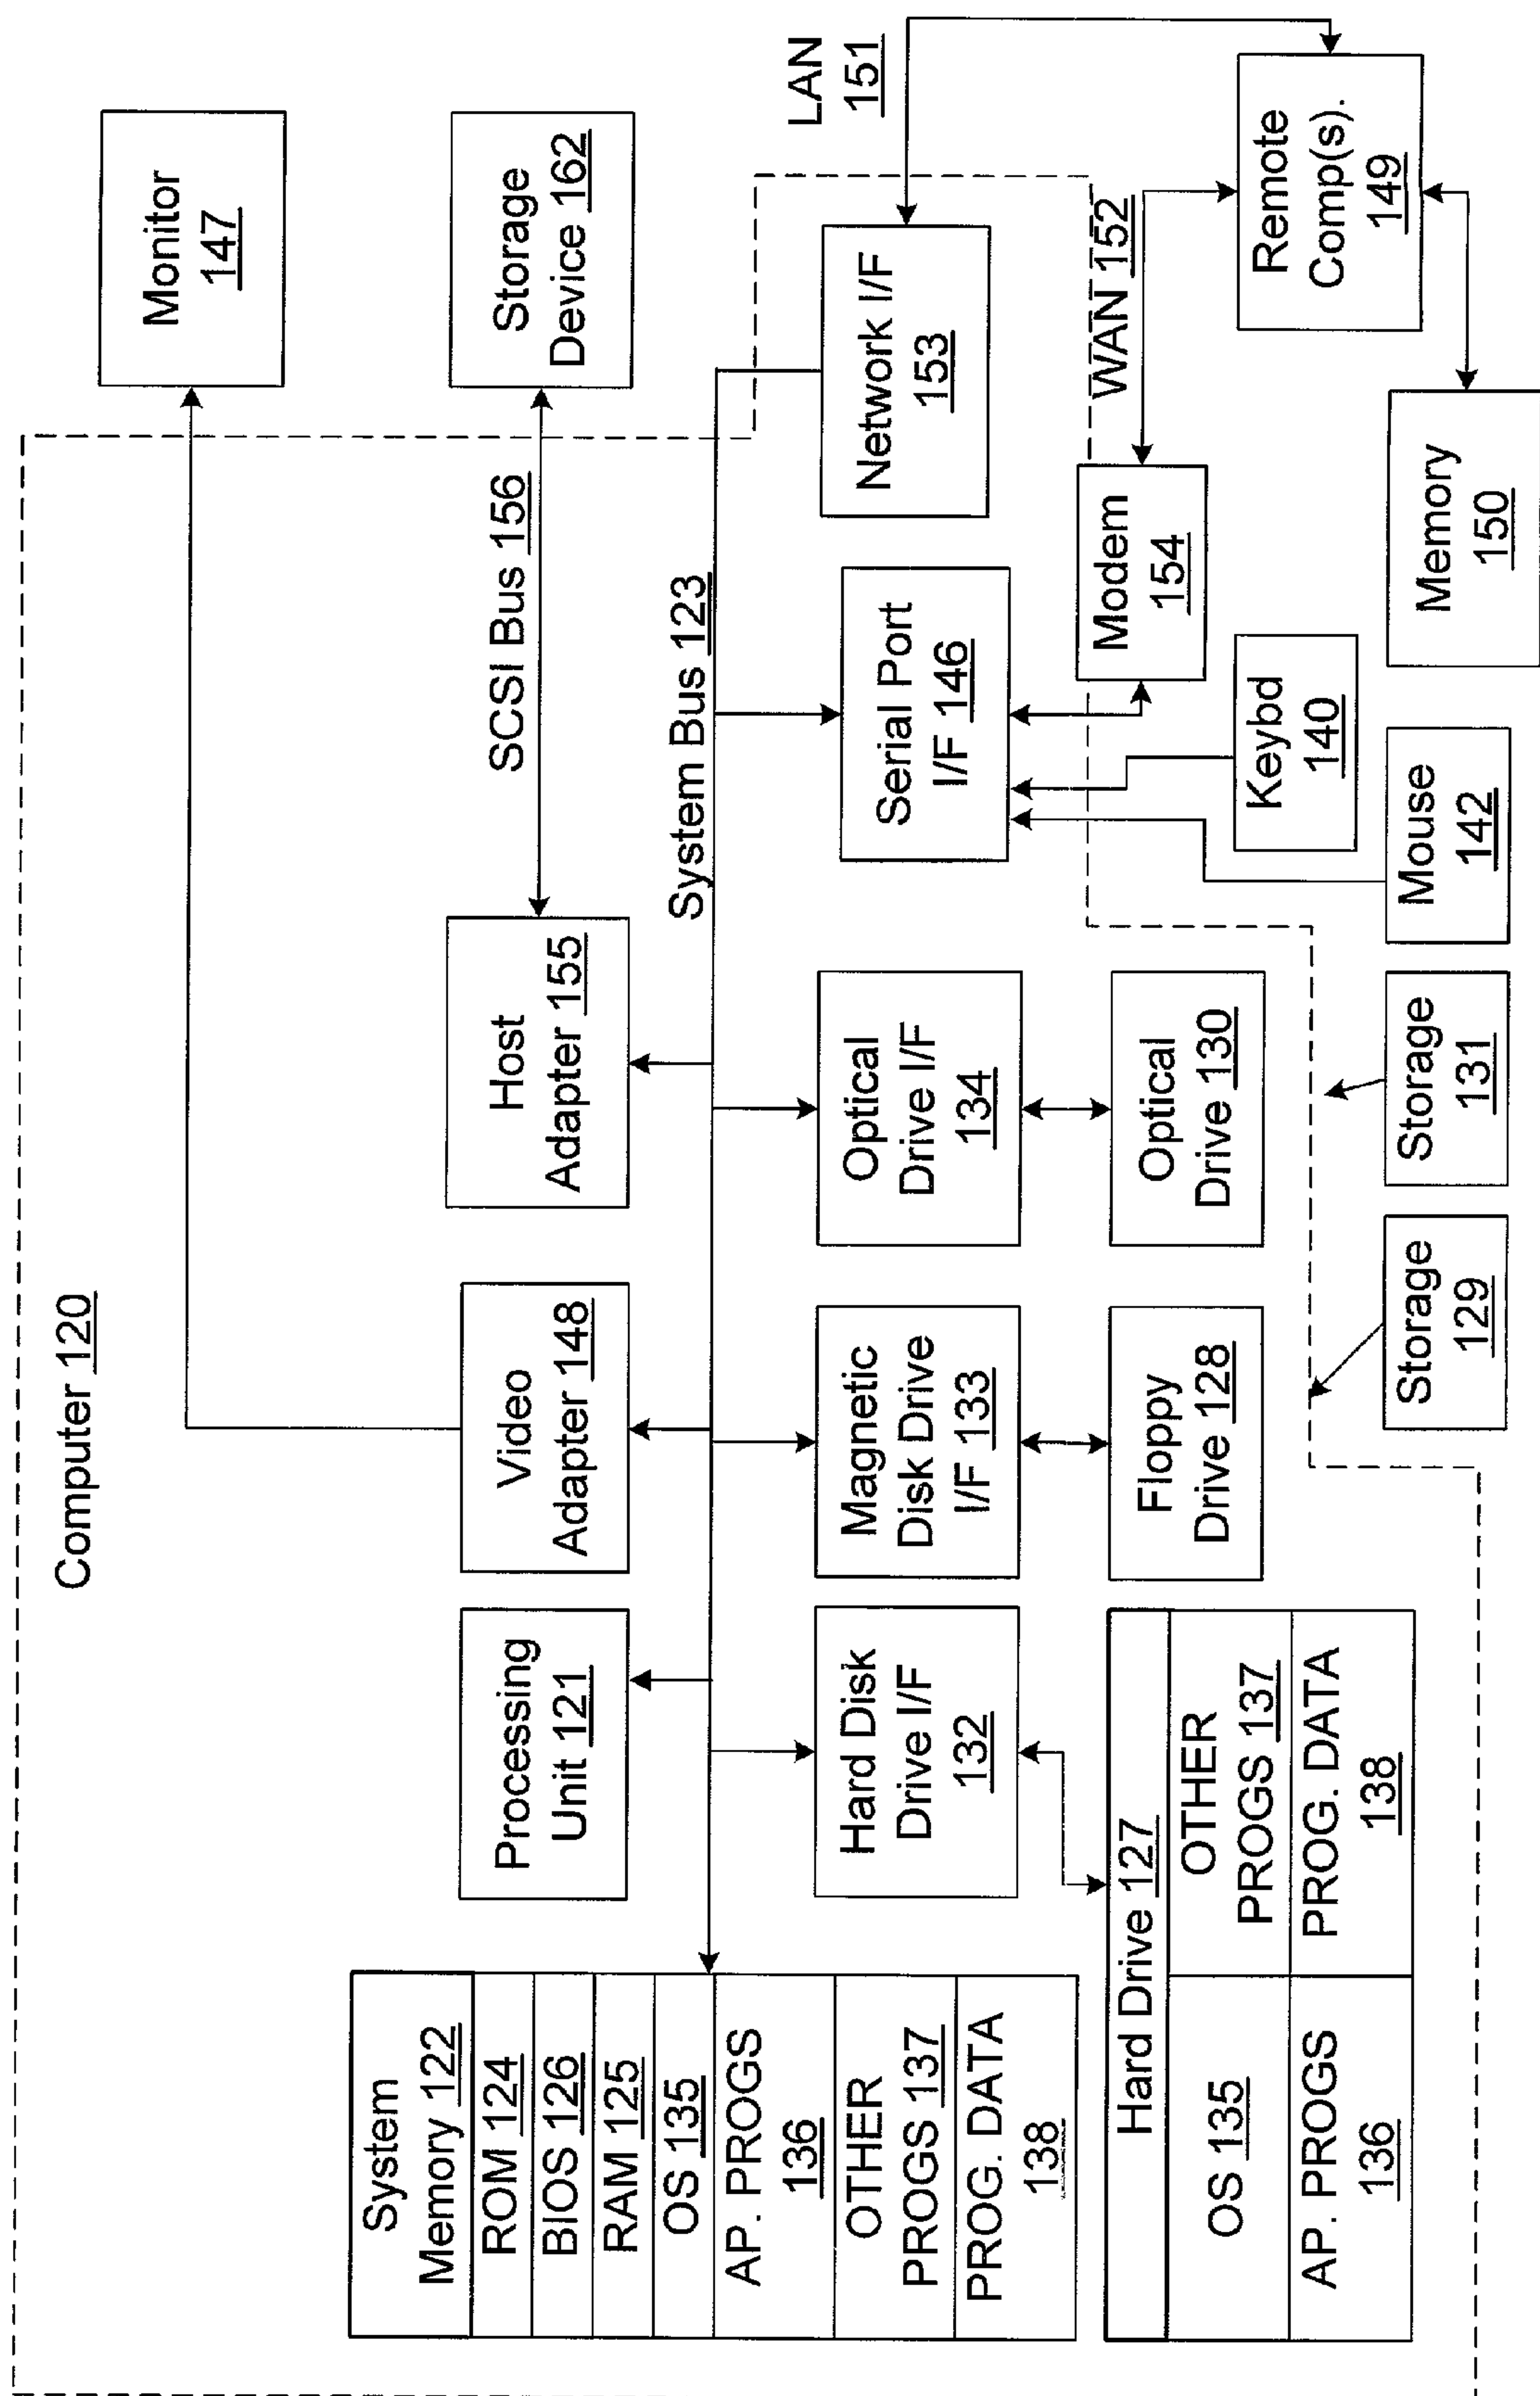 Computer 120
Monitor
147
System
Memory 122
ROM 124
BIOS 126
RAM 125
OS 135
AP. PROGS
136
OTHER
PROGS 137
PROG. DATA
138
Processing
Unit 121
Video
Adapter 148
Host
Adapter 155
SCSI Bus 156
Storage
Device 162
System Bus 123
Hard Disk
Drive I/F
132
Magnetic
Disk Drive
I/F 133
Optical
Drive I/F
134
Serial Port
I/F 146
Network I/F
153
LAN
151
Hard Drive 127
OS 135
OTHER
PROGS 137
AP. PROGS
136
PROG. DATA
138
Floppy
Drive 128
Optical
Drive 130
Modem
154
WAN 152
Remote
Comp(s).
149
Storage
129
Storage
131
Mouse
142
Keybd
140
Memory
150